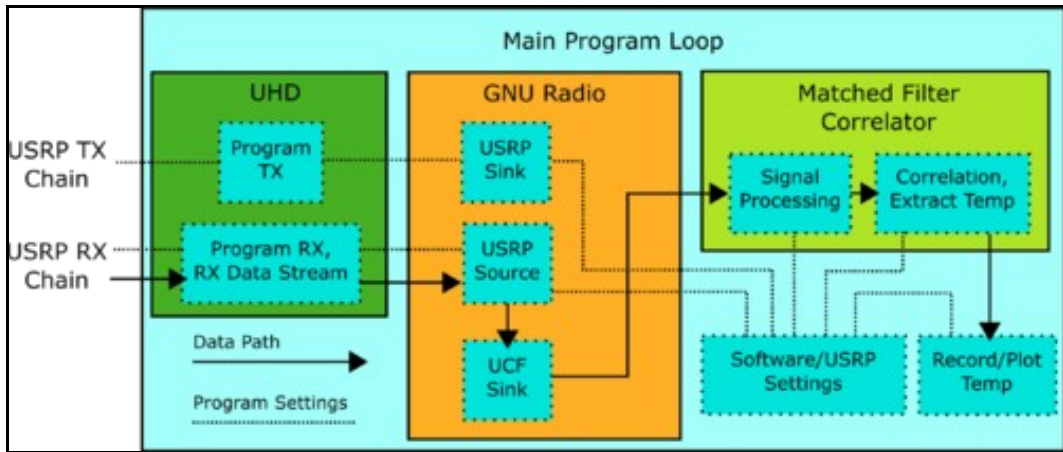 Main Program Loop
UHD
GNU Radio
Matched Filter
Correlator
USRP TX
Chain
Program
TX
USRP
Sink
Signal
Processing
Correlation,
Extract Temp
USRP RX
Chain
Program RX,
RX Data Stream
USRP
Source
Data Path
Program Settings
UCF
Sink
Software/USRP
Settings
Record/Plot
Temp